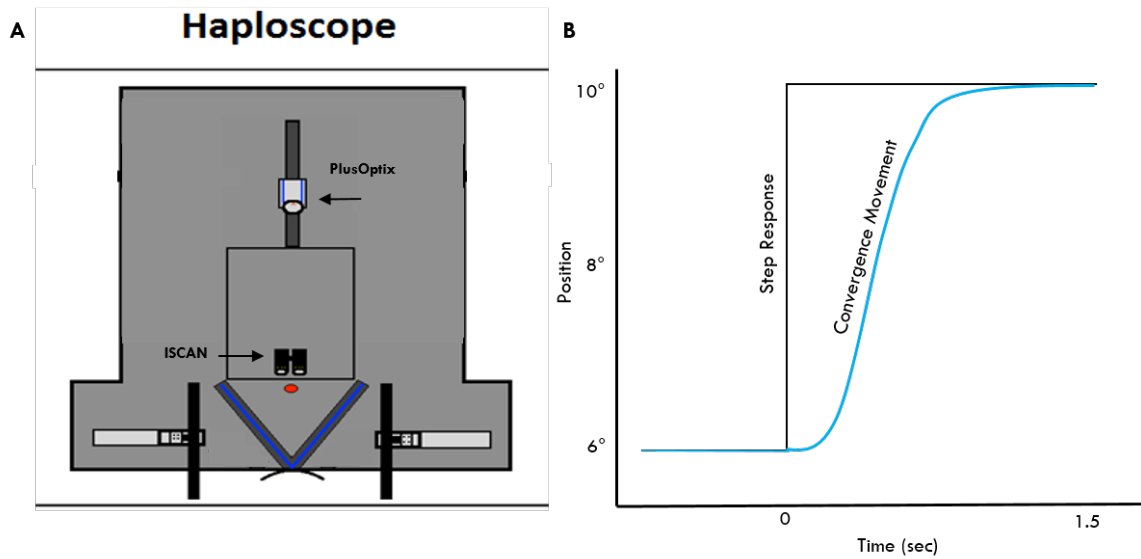 A
Haploscope
PlusOptix
ISCAN
B
10°
8°
6°
Position
Step Response
Convergence Movement
0
1.5
Time (sec)